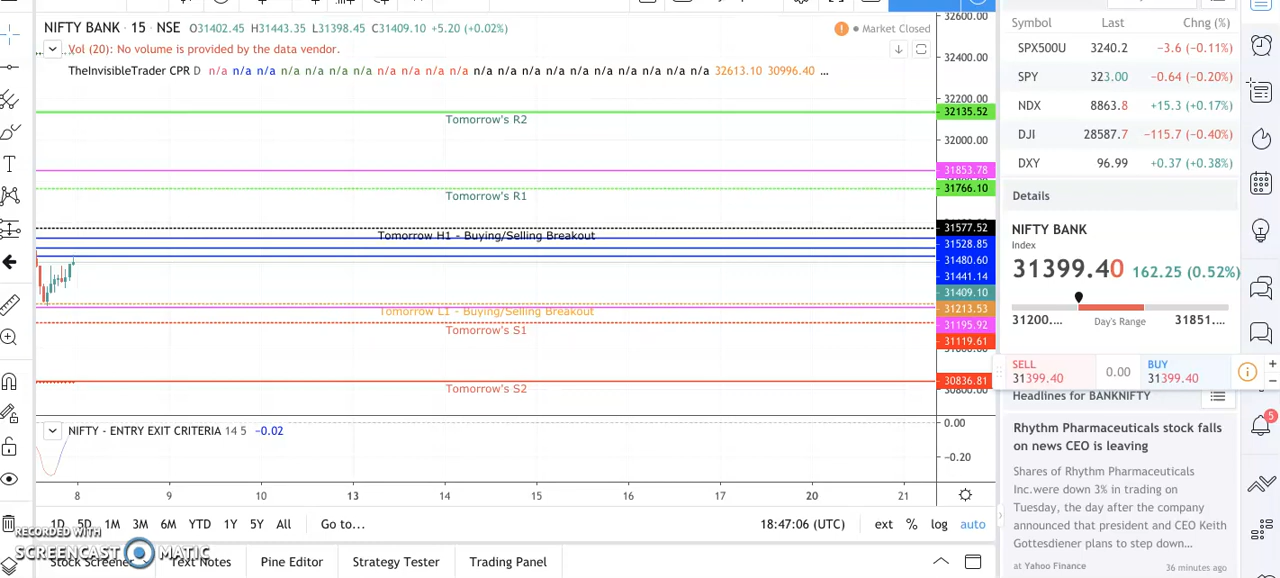 NIFTY BANK · 15 · NSE O31402.45 H31443.35 L31398.45 C31409.10 +5.20 (+0.02%)
Market Closed
Vol (20): No volume is provided by the data vendor.
TheInvisibleTrader CPR D n/a n/a n/a n/a n/a n/a n/a n/a n/a n/a n/a n/a n/a n/a n/a n/a n/a n/a n/a n/a n/a 32613.10 30996.40 ...
32600.00
32400.00
32200.00
32135.52
Tomorrow's R2
32000.00
31853.78
31766.10
Tomorrow's R1
31577.52
Tomorrow H1 - Buying/Selling Breakout
31528.85
31480.60
31441.14
31409.10
31213.53
Tomorrow L1 - Buying/Selling Breakout
31195.92
Tomorrow's S1
31119.61
30836.81
Tomorrow's S2
NIFTY - ENTRY EXIT CRITERIA 14 5 −0.02
0.00
−0.20
8 9 10 13 14 15 16 17 20 21
1D 5D 1M 3M 6M YTD 1Y 5Y All Go to...
18:47:06 (UTC) ext % log auto
RECORDED WITH
SCREENCAST MATIC
Stock Screener Text Notes Pine Editor Strategy Tester Trading Panel
Symbol Last Chng (%)
SPX500U 3240.2 −3.6 (−0.11%)
SPY 323.00 −0.64 (−0.20%)
NDX 8863.8 +15.3 (+0.17%)
DJI 28587.7 −115.7 (−0.40%)
DXY 96.99 +0.37 (+0.38%)
Details
NIFTY BANK
Index
31399.40 162.25 (0.52%)
31200.... Day's Range 31851....
SELL
31399.40
0.00
BUY
31399.40
Headlines for BANKNIFTY
Rhythm Pharmaceuticals stock falls
on news CEO is leaving
Shares of Rhythm Pharmaceuticals
Inc.were down 3% in trading on
Tuesday, the day after the company
announced that president and CEO Keith
Gottesdiener plans to step down...
at Yahoo Finance 36 minutes ago
5